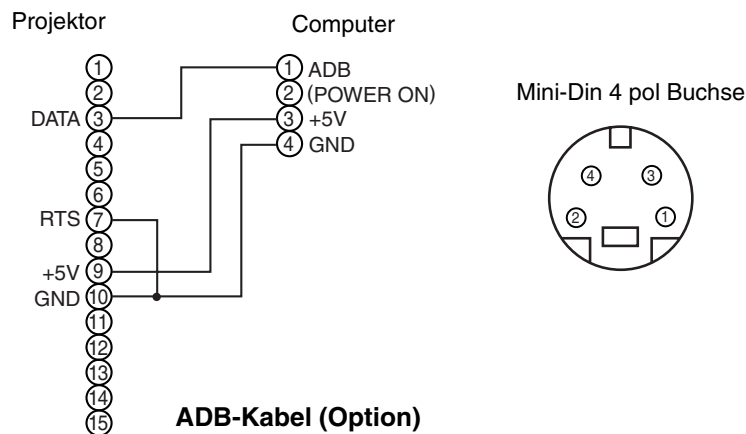 Projektor
Computer
1
2
DATA 3
4
5
6
RTS 7
8
+5V 9
GND 10
11
12
13
14
15
1 ADB
2 (POWER ON)
3 +5V
4 GND
Mini-Din 4 pol Buchse
4 3
2 1
ADB-Kabel (Option)